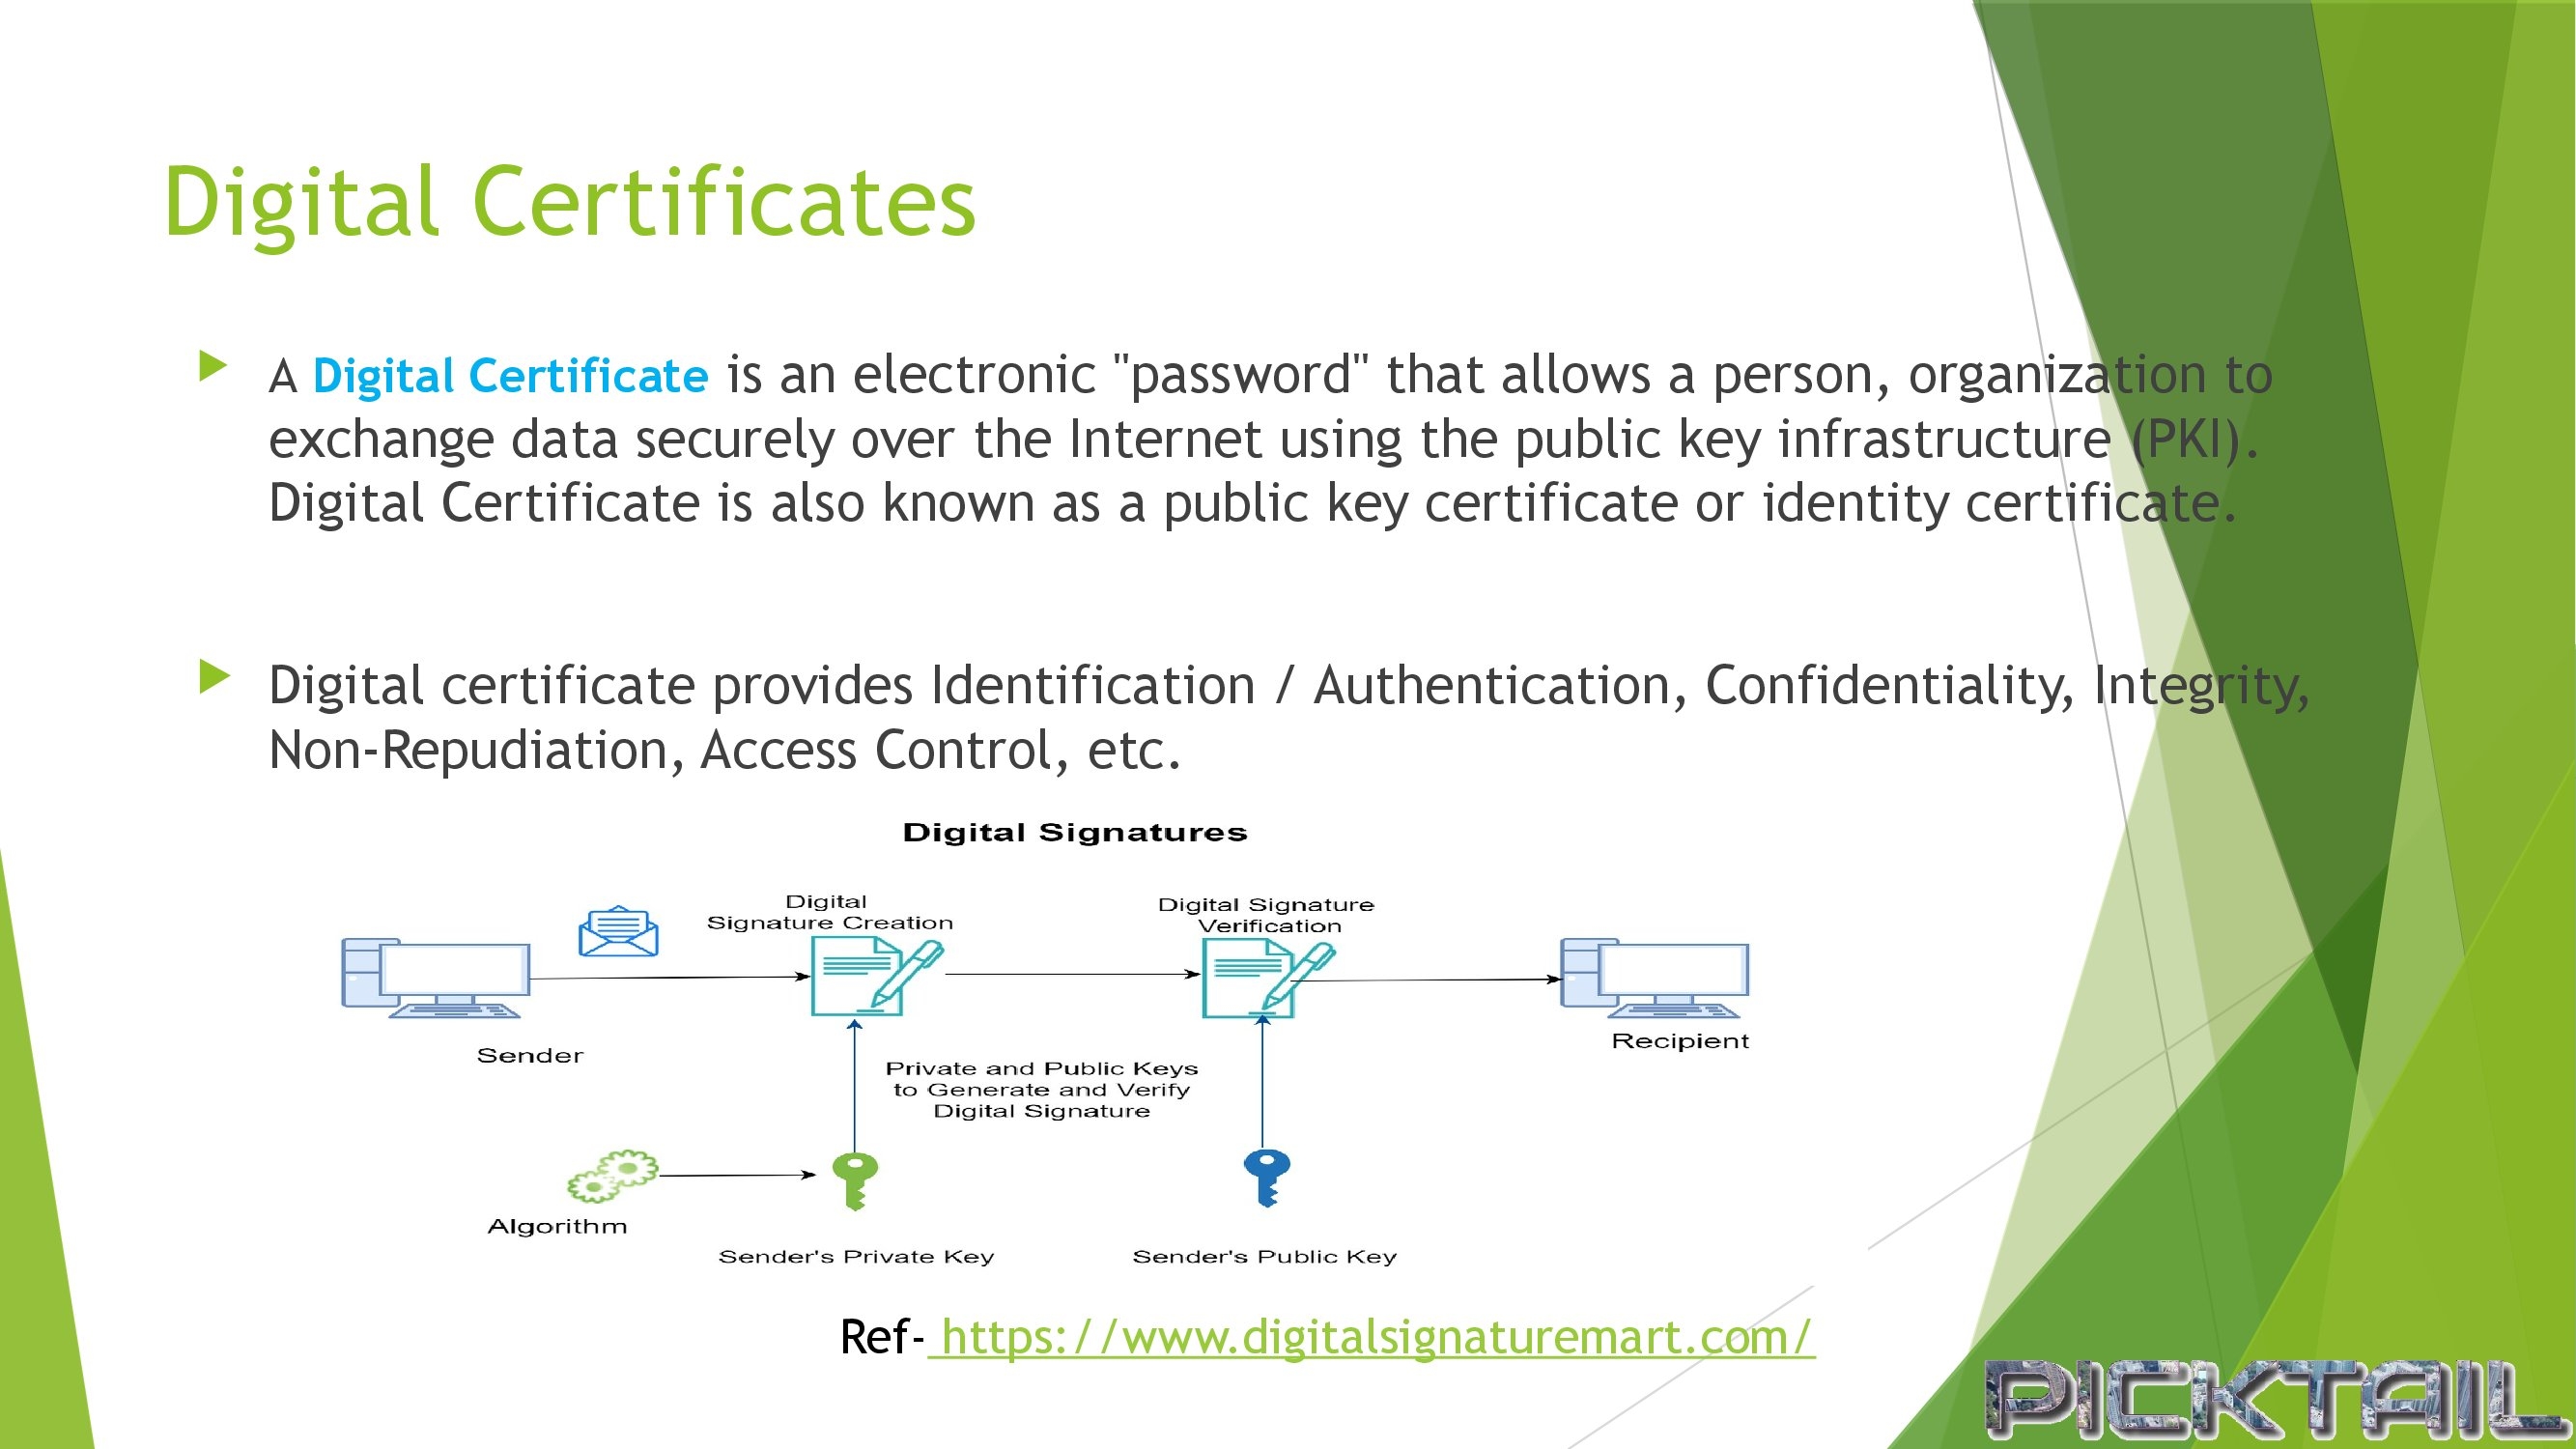 Digital Certificates
A Digital Certificate is an electronic "password" that allows a person, organization to
exchange data securely over the Internet using the public key infrastructure (PKI).
Digital Certificate is also known as a public key certificate or identity certificate.
Digital certificate provides Identification / Authentication, Confidentiality, Integrity,
Non-Repudiation, Access Control, etc.
Digital Signatures
Digital
Signature Creation
Digital Signature
Verification
Sender
Recipient
Private and Public Keys
to Generate and Verify
Digital Signature
Algorithm
Sender's Private Key
Sender's Public Key
Ref- https://www.digitalsignaturemart.com/
PICKTAIL